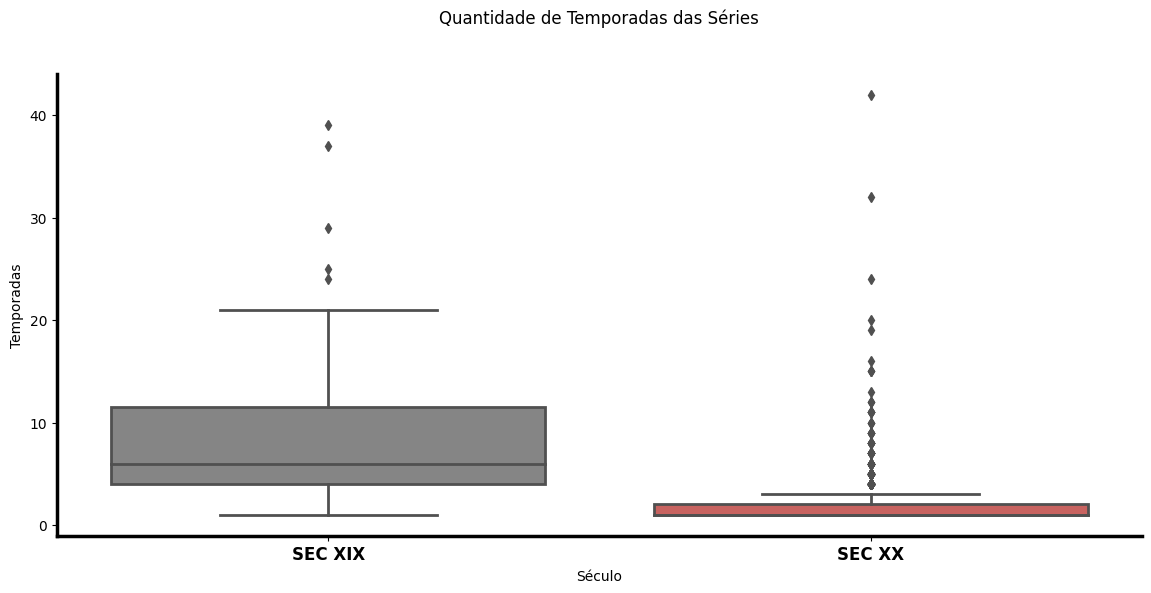 Quantidade de Temporadas das Séries
Temporadas
40
30
20
10
0
SEC XIX
SEC XX
Século